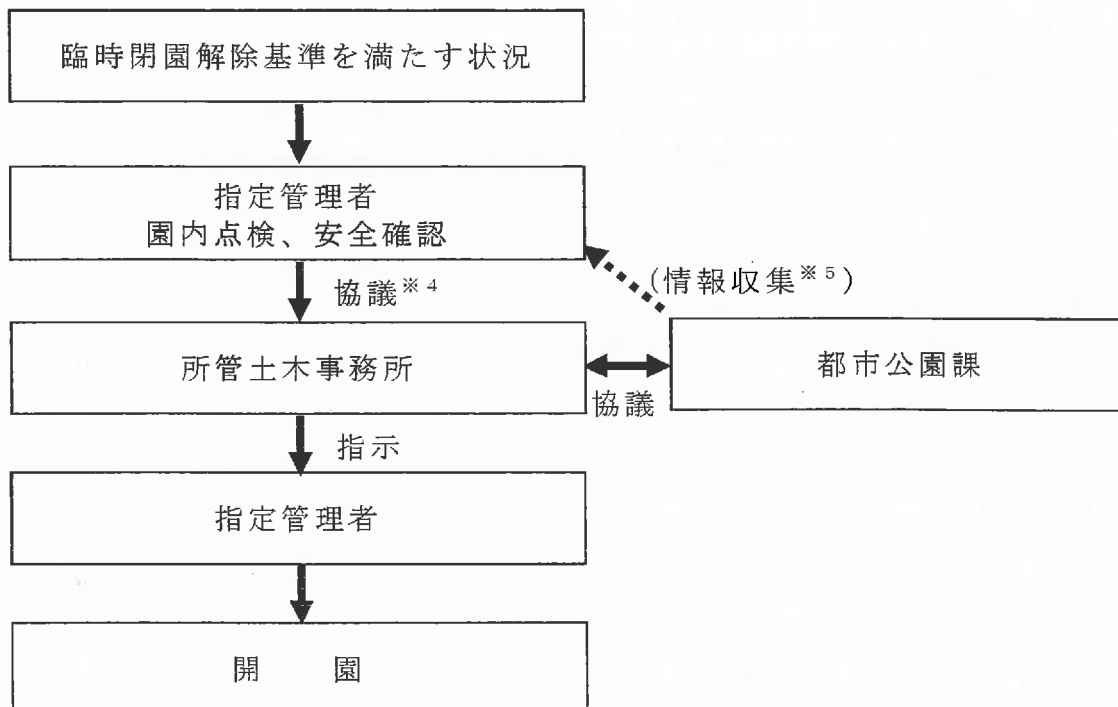 臨時閉園解除基準を満たす状況
指定管理者
園内点検、安全確認
協議※4
(情報収集※5)
所管土木事務所
都市公園課
協議
指示
指定管理者
開　園